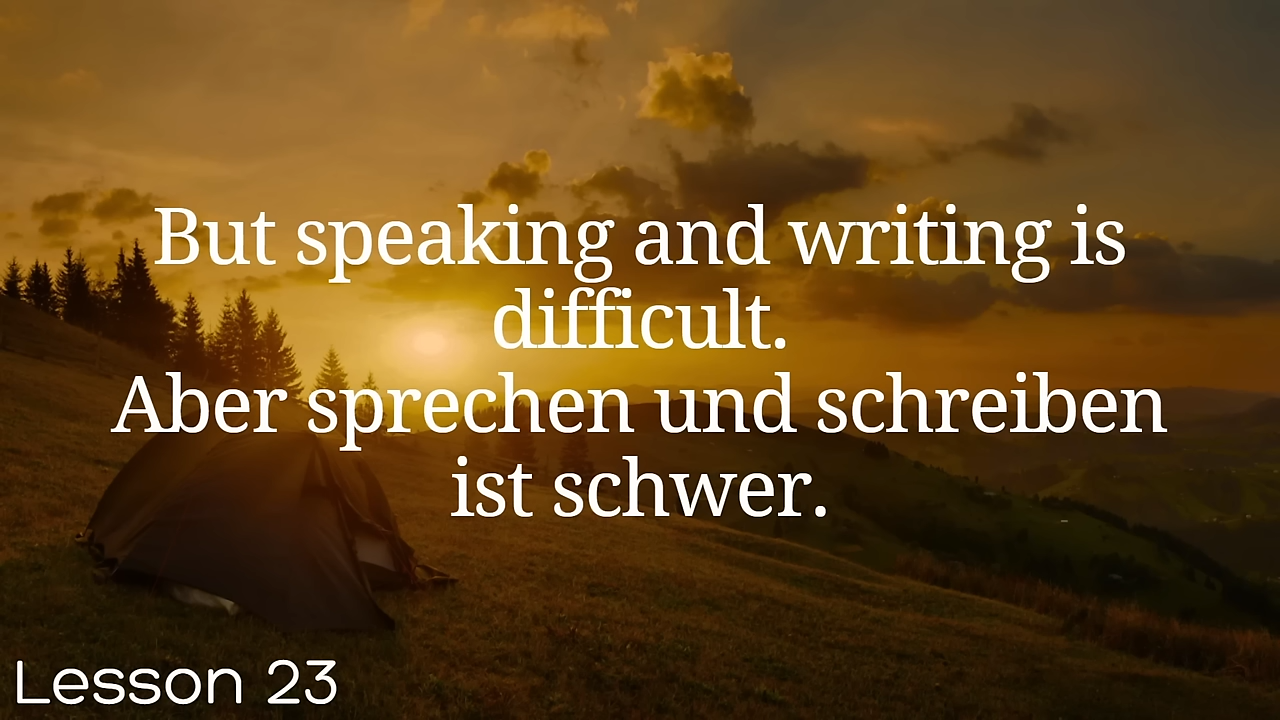 But speaking and writing is
difficult.
Aber sprechen und schreiben
ist schwer.
Lesson 23